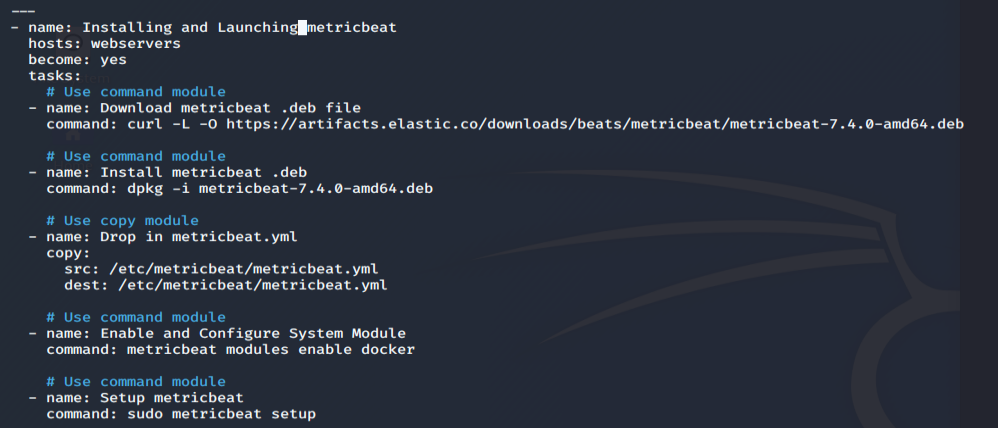 ---
- name: Installing and Launching metricbeat
  hosts: webservers
  become: yes
  tasks:
    # Use command module
  - name: Download metricbeat .deb file
    command: curl -L -O https://artifacts.elastic.co/downloads/beats/metricbeat/metricbeat-7.4.0-amd64.deb

    # Use command module
  - name: Install metricbeat .deb
    command: dpkg -i metricbeat-7.4.0-amd64.deb

    # Use copy module
  - name: Drop in metricbeat.yml
    copy:
      src: /etc/metricbeat/metricbeat.yml
      dest: /etc/metricbeat/metricbeat.yml

    # Use command module
  - name: Enable and Configure System Module
    command: metricbeat modules enable docker

    # Use command module
  - name: Setup metricbeat
    command: sudo metricbeat setup